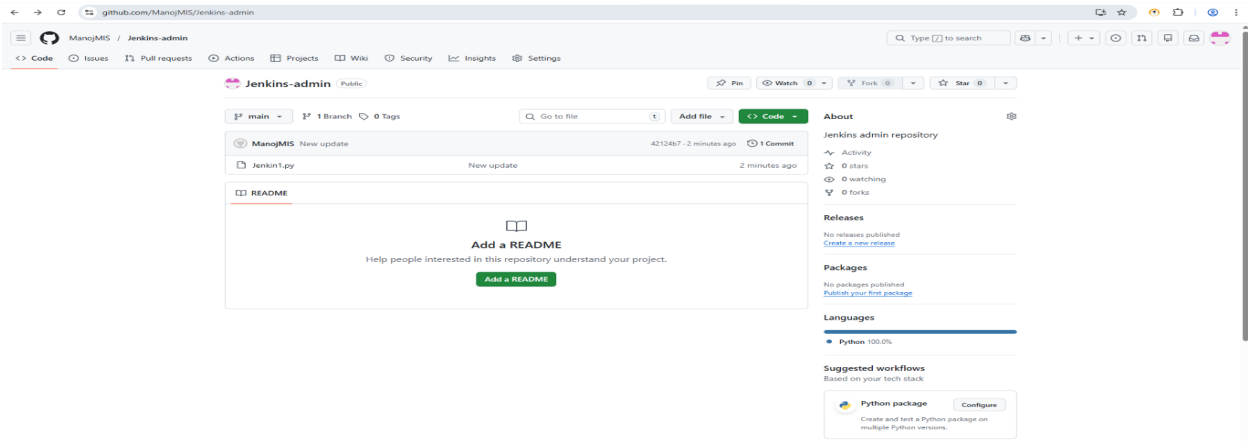 github.com/ManojMIS/Jenkins-admin
ManojMIS / Jenkins-admin
Type / to search
Code Issues Pull requests Actions Projects Wiki Security Insights Settings
Jenkins-admin Public
Pin Watch 0 Fork 0 Star 0
main 1 Branch 0 Tags Go to file t Add file <> Code
ManojMIS New update 42124b7 · 2 minutes ago 1 Commit
Jenkin1.py New update 2 minutes ago
README
Add a README
Help people interested in this repository understand your project.
Add a README
About
Jenkins admin repository
Activity
0 stars
0 watching
0 forks
Releases
No releases published
Create a new release
Packages
No packages published
Publish your first package
Languages
Python 100.0%
Suggested workflows
Based on your tech stack
Python package Configure
Create and test a Python package on
multiple Python versions.